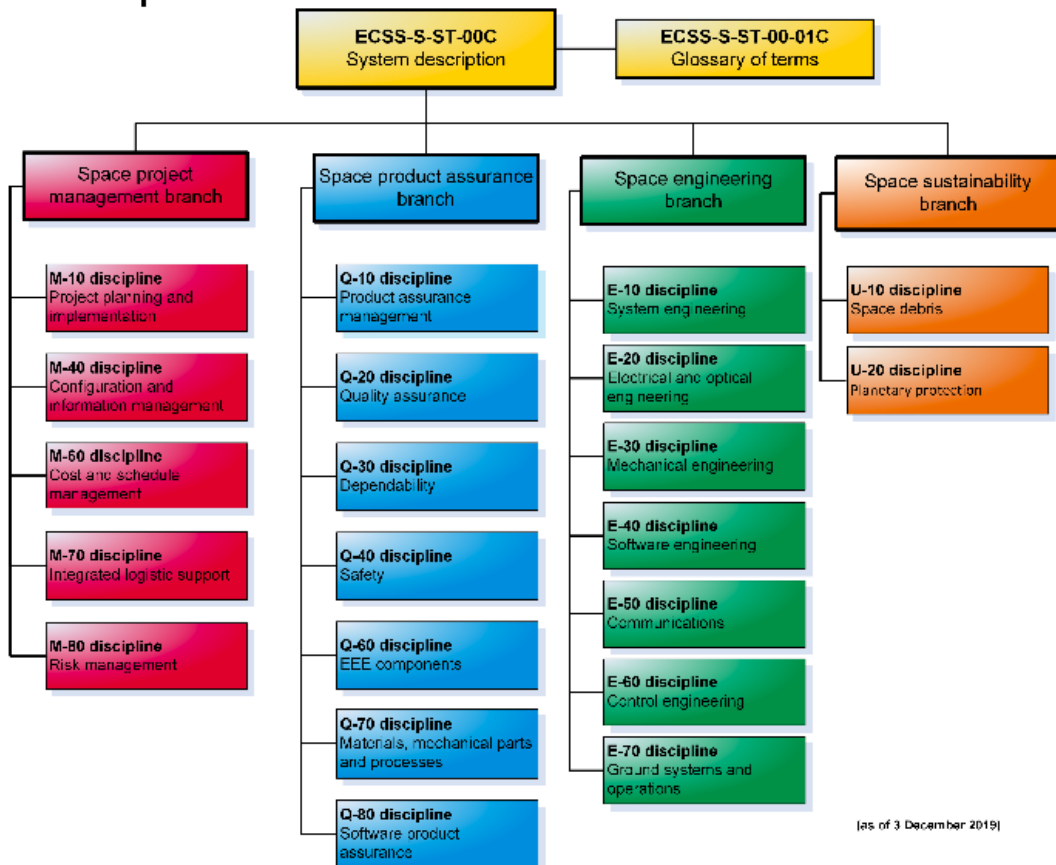 ECSS-S-ST-00C
System description
ECSS-S-ST-00-01C
Glossary of terms
Space project
management branch
M-10 discipline
Project planning and
implementation
M-40 discipline
Configuration and
information management
M-60 discipline
Cost and schedule
management
M-70 discipline
Integrated logistic support
M-80 discipline
Risk management
Space product assurance
branch
Q-10 discipline
Product assurance
management
Q-20 discipline
Quality assurance
Q-30 discipline
Dependability
Q-40 discipline
Safety
Q-60 discipline
EEE components
Q-70 discipline
Materials, mechanical parts
and processes
Q-80 discipline
Software product
assurance
Space engineering
branch
E-10 discipline
System engineering
E-20 discipline
Electrical and optical
engineering
E-30 discipline
Mechanical engineering
E-40 discipline
Software engineering
E-50 discipline
Communications
E-60 discipline
Control engineering
E-70 discipline
Ground systems and
operations
Space sustainability
branch
U-10 discipline
Space debris
U-20 discipline
Planetary protection
[as of 3 December 2019]